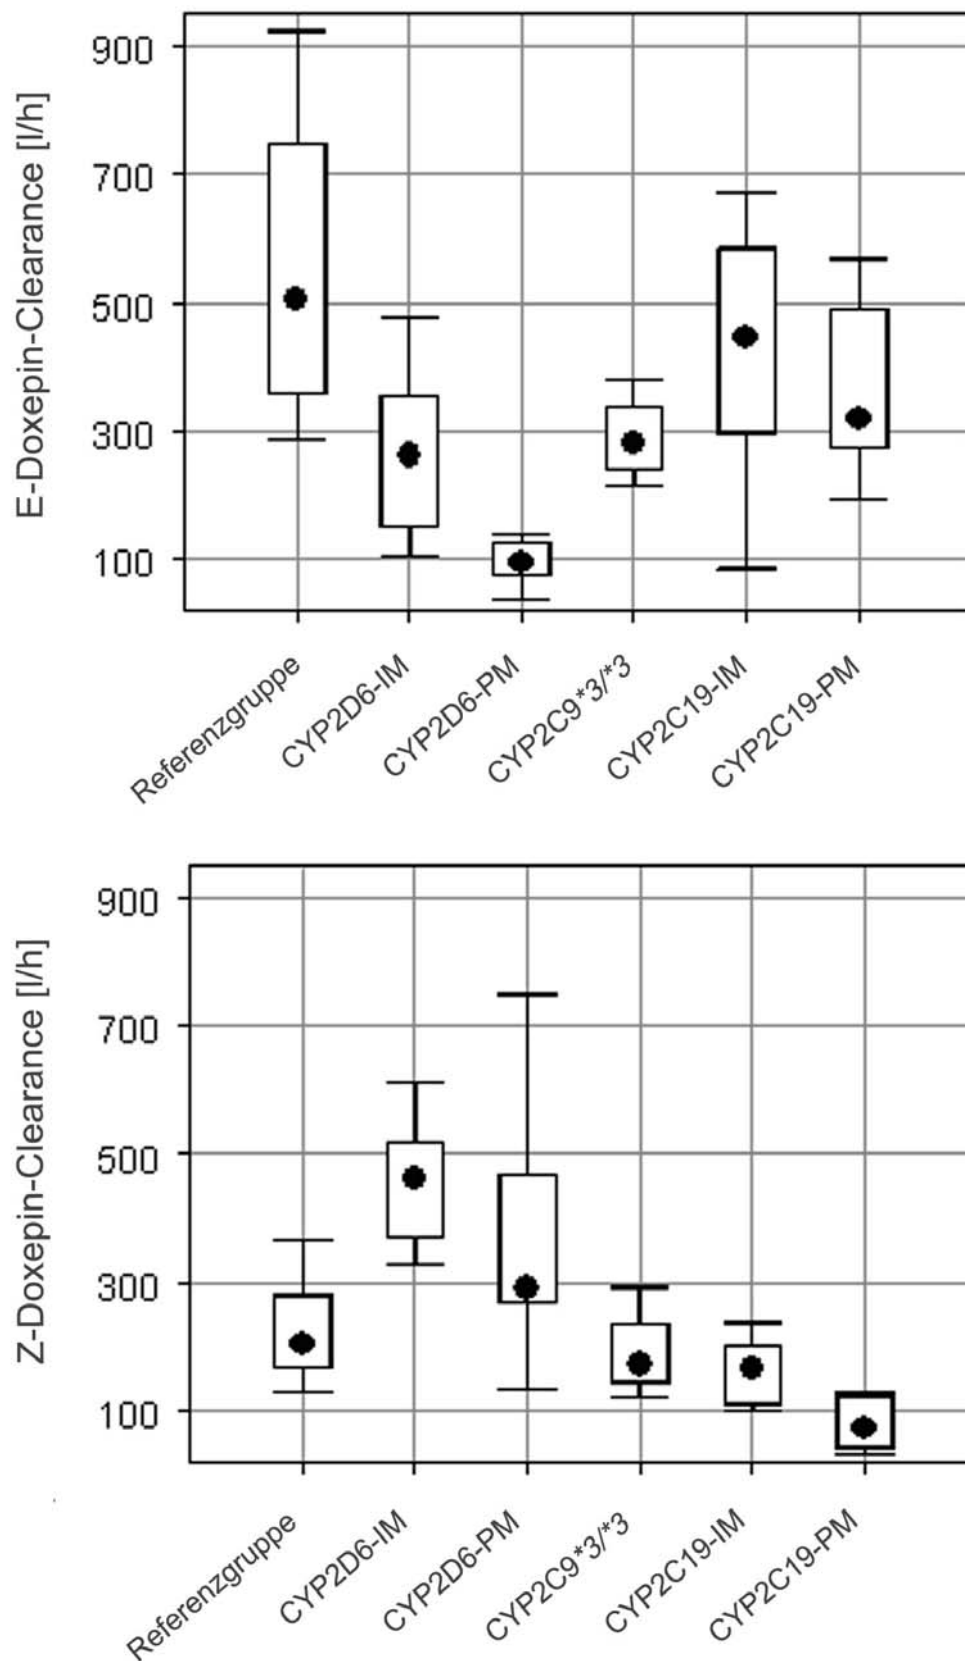 E-Doxepin-Clearance [l/h]
900
700
500
300
100
Referenzgruppe
CYP2D6-IM
CYP2D6-PM
CYP2C9*3/*3
CYP2C19-IM
CYP2C19-PM
Z-Doxepin-Clearance [l/h]
900
700
500
300
100
Referenzgruppe
CYP2D6-IM
CYP2D6-PM
CYP2C9*3/*3
CYP2C19-IM
CYP2C19-PM